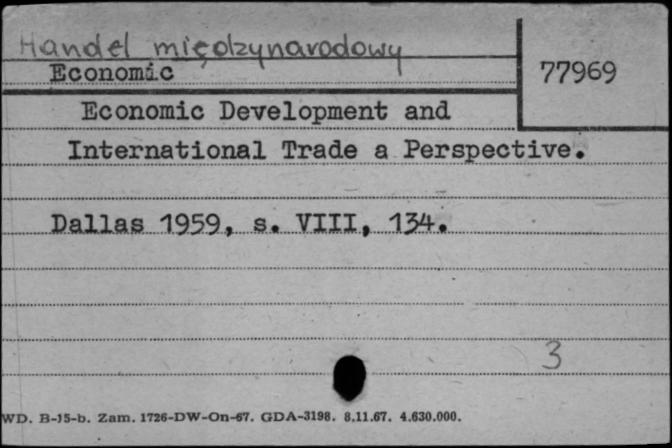 Handel międzynarodowy
Economic
77969
Economic Development and
International Trade a Perspective.
Dallas 1959, s. VIII, 134.
3
WD. B-15-b. Zam. 1726-DW-On-67. GDA-3198. 8.11.67. 4.630.000.